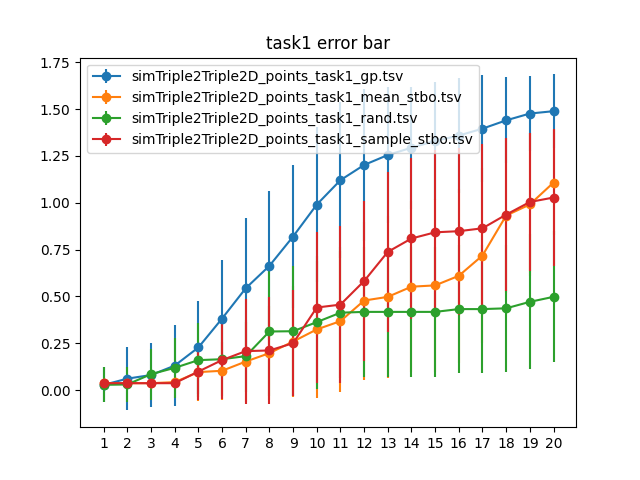 task1 error bar
simTriple2Triple2D_points_task1_gp.tsv
simTriple2Triple2D_points_task1_mean_stbo.tsv
simTriple2Triple2D_points_task1_rand.tsv
simTriple2Triple2D_points_task1_sample_stbo.tsv
1.75
1.50
1.25
1.00
0.75
0.50
0.25
0.00
1 2 3 4 5 6 7 8 9 10 11 12 13 14 15 16 17 18 19 20